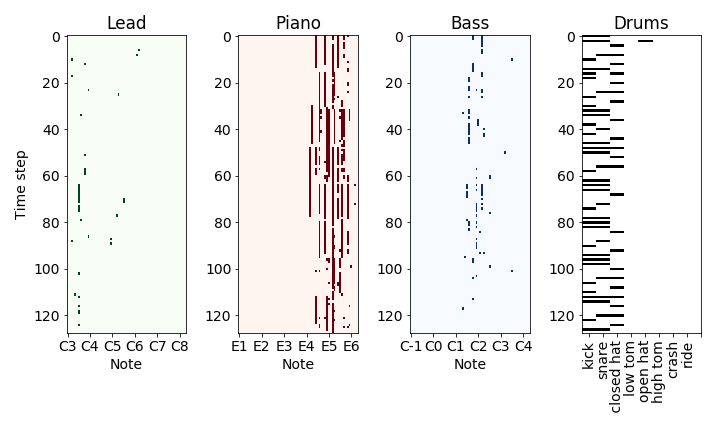 Lead Piano Bass Drums
0 0 0 0
20 20 20 20
40 40 40 40
60 60 60 60
80 80 80 80
100 100 100 100
120 120 120 120
Time step
C3 C4 C5 C6 C7 C8
E1 E2 E3 E4 E5 E6
C-1 C0 C1 C2 C3 C4
Note Note Note
kick
snare
closed hat
low tom
open hat
high tom
crash
ride